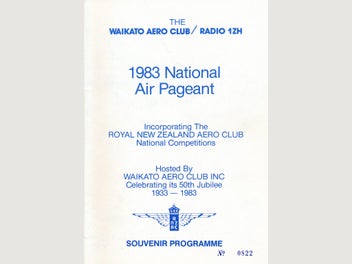 THE
WAIKATO AERO CLUB/ RADIO 1ZH
1983 National
Air Pageant
Incorporating The
ROYAL NEW ZEALAND AERO CLUB
National Competitions
Hosted By
WAIKATO AERO CLUB INC
Celebrating its 50th Jubilee
1933 — 1983
SOUVENIR PROGRAMME
Nº 0822